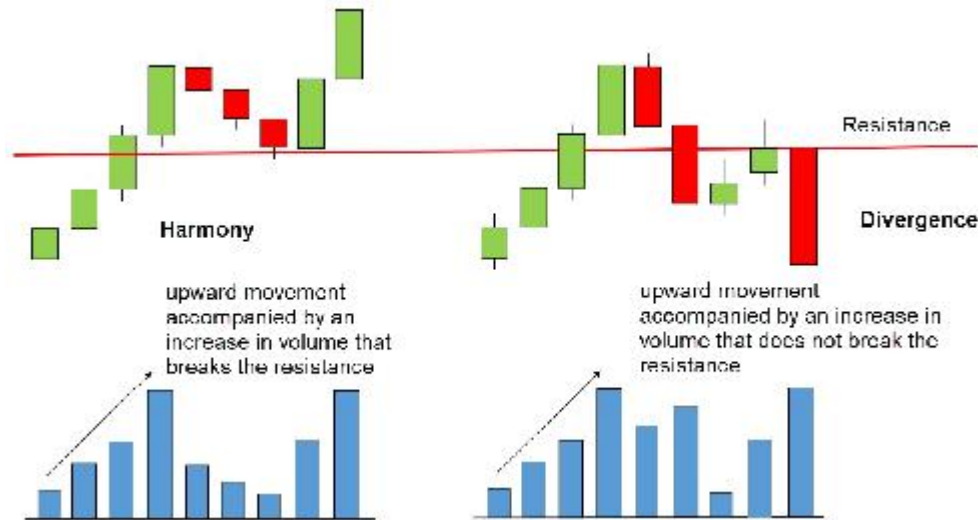 Resistance
Harmony
Divergence
upward movement
accompanied by an
increase in volume that
breaks the resistance
upward movement
accompanied by an increase in
volume that does not break the
resistance